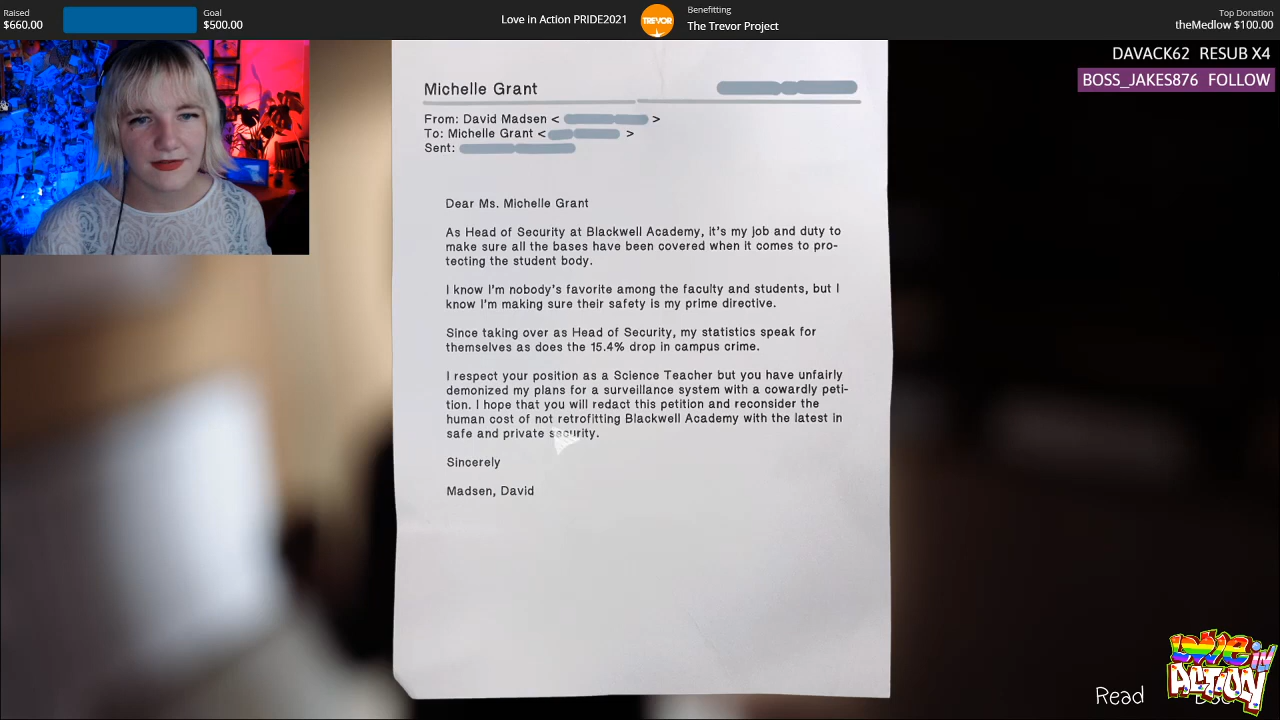 Raised
$660.00
Goal
$500.00
Love in Action PRIDE2021
TREVOR
Benefitting
The Trevor Project
Top Donation
theMedlow $100.00
DAVACK62 RESUB X4
BOSS_JAKES876 FOLLOW
Michelle Grant
From: David Madsen < >
To: Michelle Grant < >
Sent:
Dear Ms. Michelle Grant
As Head of Security at Blackwell Academy, it's my job and duty to
make sure all the bases have been covered when it comes to pro-
tecting the student body.
I know I'm nobody's favorite among the faculty and students, but I
know I'm making sure their safety is my prime directive.
Since taking over as Head of Security, my statistics speak for
themselves as does the 15.4% drop in campus crime.
I respect your position as a Science Teacher but you have unfairly
demonized my plans for a surveillance system with a cowardly peti-
tion. I hope that you will redact this petition and reconsider the
human cost of not retrofitting Blackwell Academy with the latest in
safe and private security.
Sincerely
Madsen, David
Read
in
ACTION